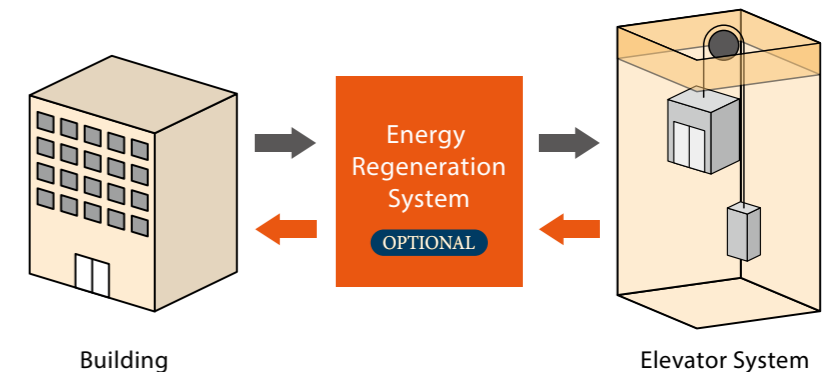 Energy
Regeneration
System
OPTIONAL
Building
Elevator System